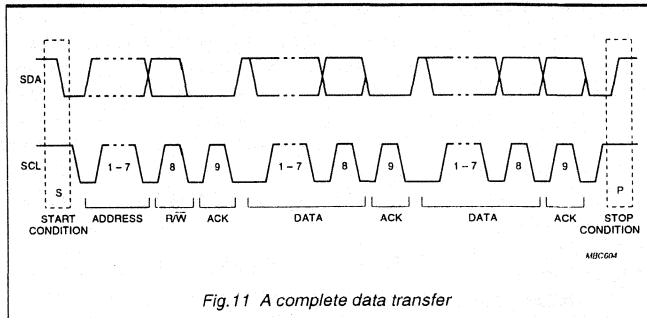 SDA
SCL 1-7 8 9 1-7 8 9 1-7 8 9
S P
START CONDITION ADDRESS R/W̅ ACK DATA ACK DATA ACK STOP CONDITION
MBC604
Fig.11 A complete data transfer